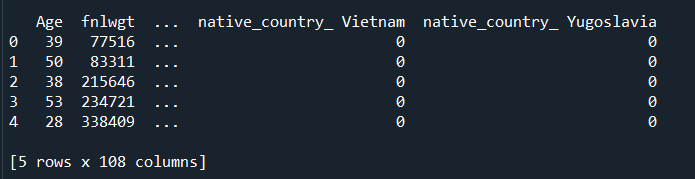 Age fnlwgt ... native_country_ Vietnam native_country_ Yugoslavia
0 39 77516 ... 0 0
1 50 83311 ... 0 0
2 38 215646 ... 0 0
3 53 234721 ... 0 0
4 28 338409 ... 0 0
[5 rows x 108 columns]